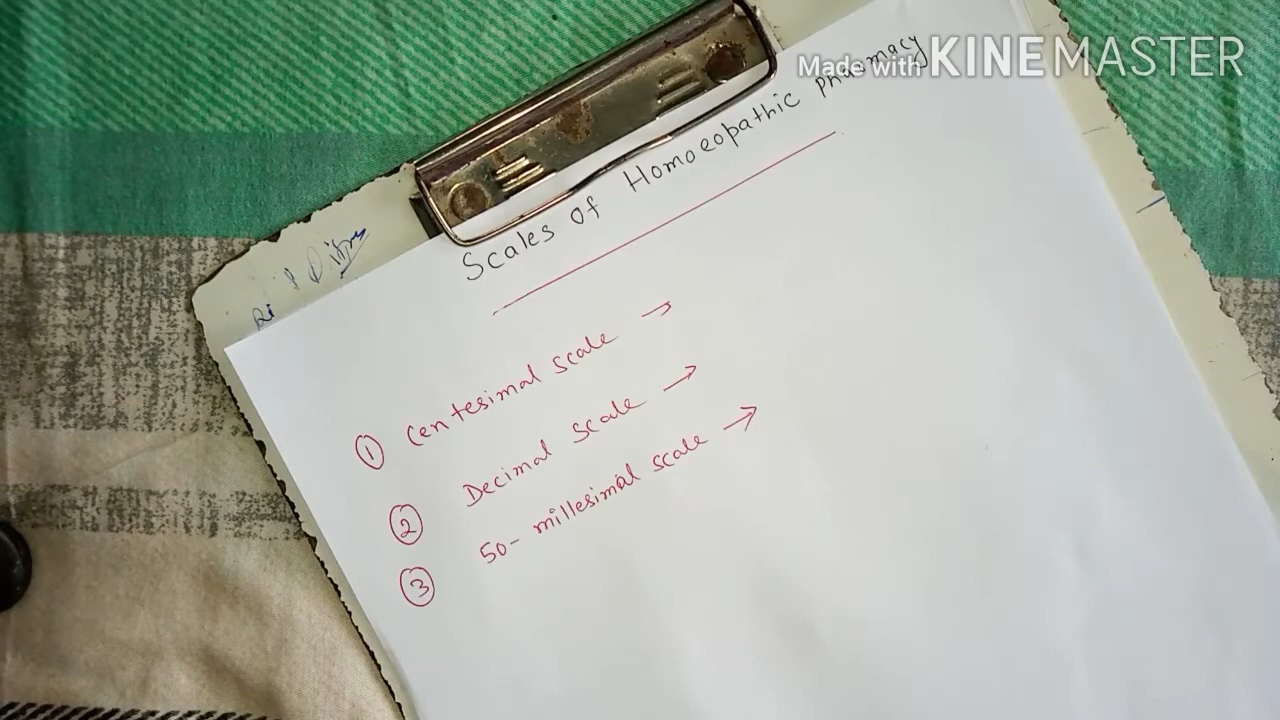 Made with KINEMASTER
Scales of Homoeopathic pharmacy
① Centesimal scale →
② Decimal scale →
③ 50- millesimal scale →